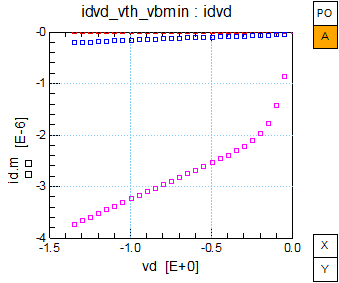 idvd_vth_vbmin : idvd
PO
A
-0
-1
-2
-3
-4
id.m [E-6]
-1.5
-1.0
-0.5
0.0
vd [E+0]
X
Y